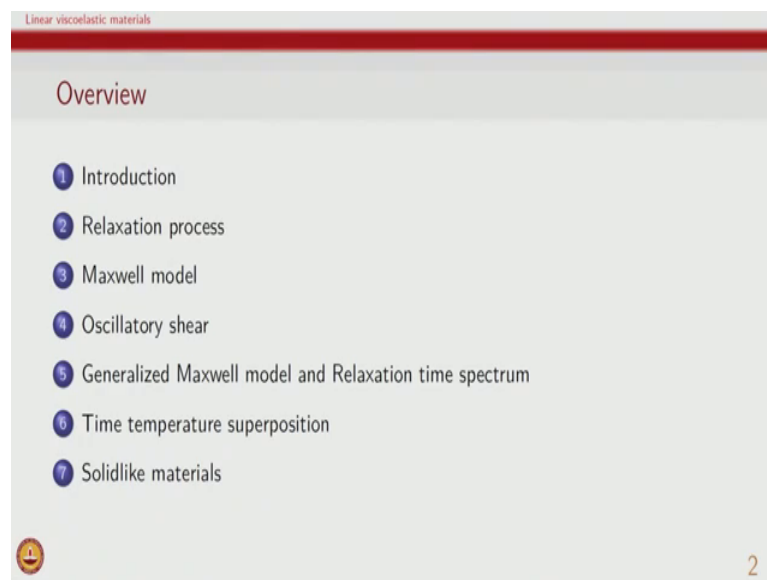 Linear viscoelastic materials
Overview
1 Introduction
2 Relaxation process
3 Maxwell model
4 Oscillatory shear
5 Generalized Maxwell model and Relaxation time spectrum
6 Time temperature superposition
7 Solidlike materials
2